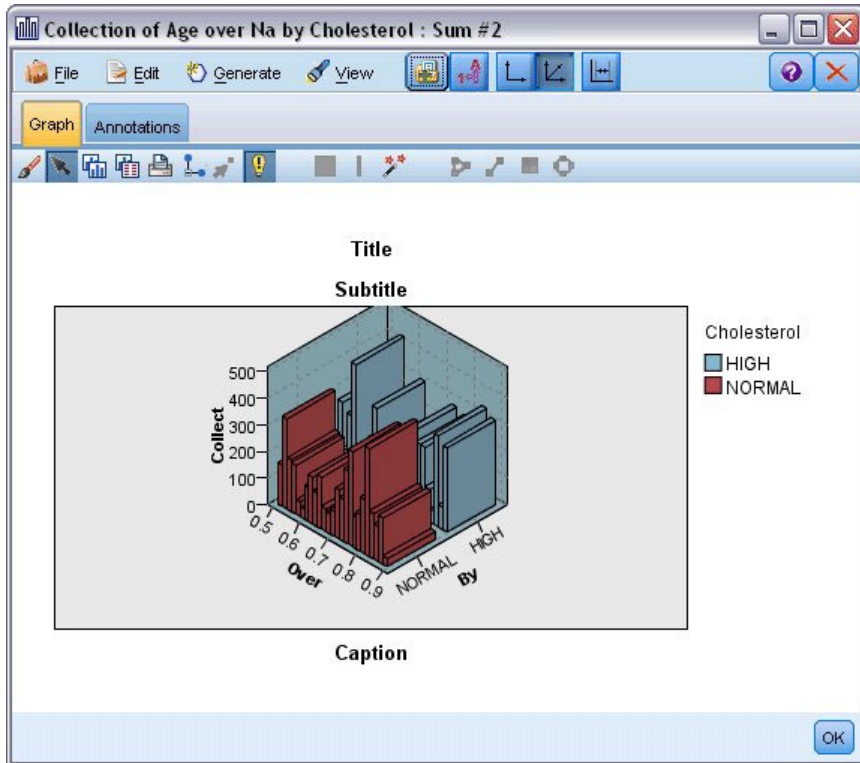 Collection of Age over Na by Cholesterol : Sum #2
File Edit Generate View
Graph Annotations
Title
Subtitle
Cholesterol
HIGH
NORMAL
500
400
300
200
100
0
Collect
0.5 0.6 0.7 0.8 0.9
Over
NORMAL HIGH
By
Caption
OK